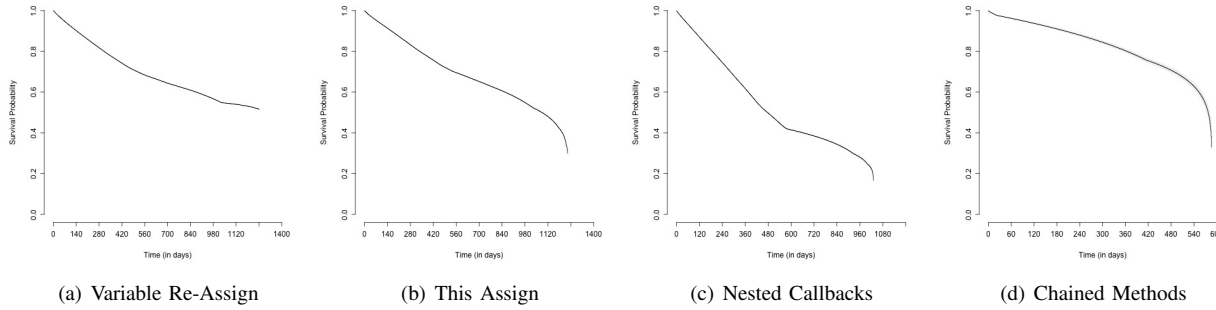 1.0
0.8
0.6
0.4
0.2
0.0
Survival Probability
0 140 280 420 560 700 840 980 1120 1400
Time (in days)
(a) Variable Re-Assign
1.0
0.8
0.6
0.4
0.2
0.0
Survival Probability
0 140 280 420 560 700 840 980 1120 1400
Time (in days)
(b) This Assign
1.0
0.8
0.6
0.4
0.2
0.0
Survival Probability
0 120 240 360 480 600 720 840 960 1080
Time (in days)
(c) Nested Callbacks
1.0
0.8
0.6
0.4
0.2
0.0
Survival Probability
0 60 120 180 240 300 360 420 480 540
Time (in days)
(d) Chained Methods